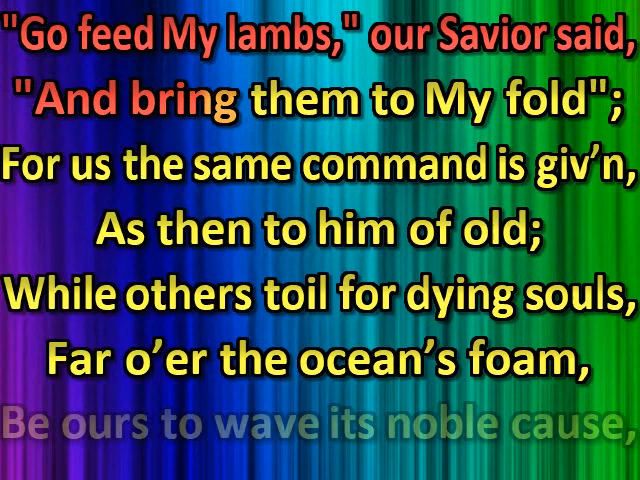 "Go feed My lambs," our Savior said,
"And bring them to My fold";
For us the same command is giv’n,
As then to him of old;
While others toil for dying souls,
Far o’er the ocean’s foam,
Be ours to wave its noble cause,